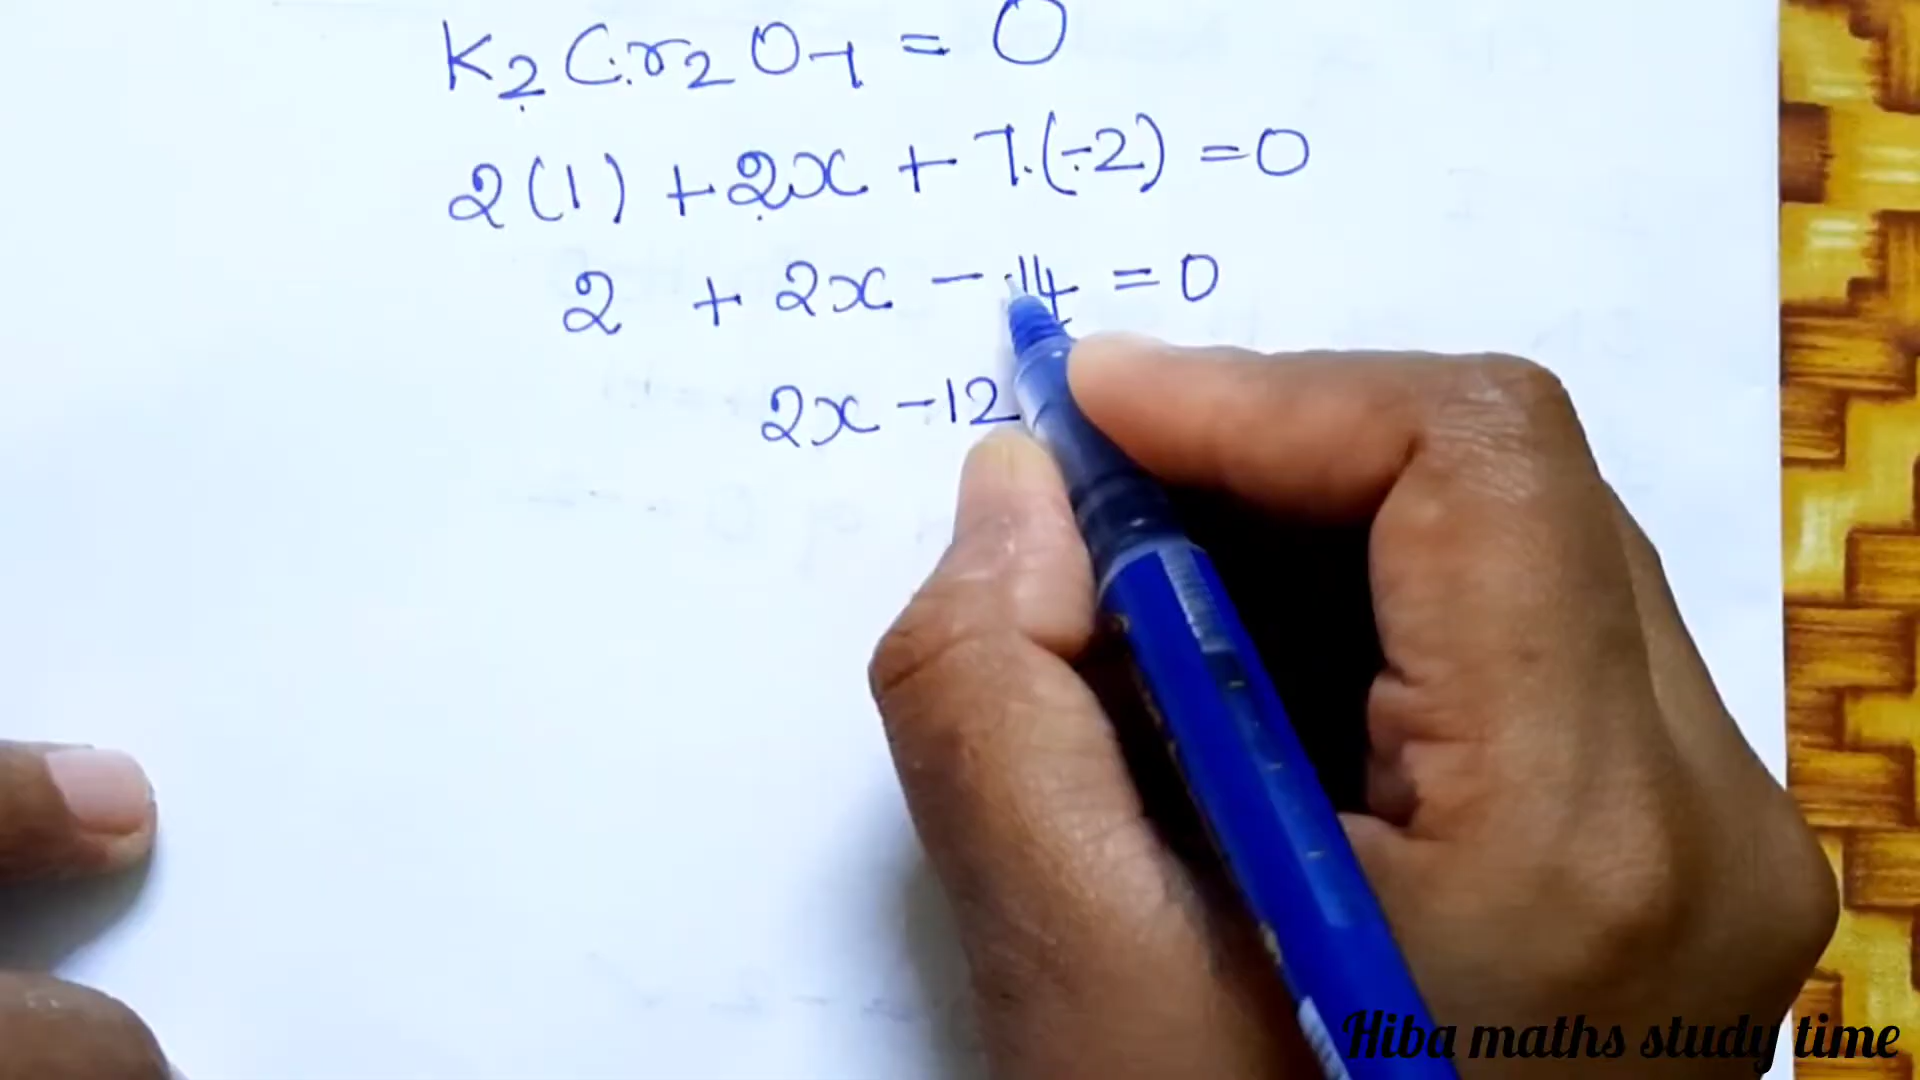 K₂Cr₂O₇ = 0
2(1) + 2x + 7(-2) = 0
2 + 2x - 14 = 0
2x - 12
Hiba maths study time